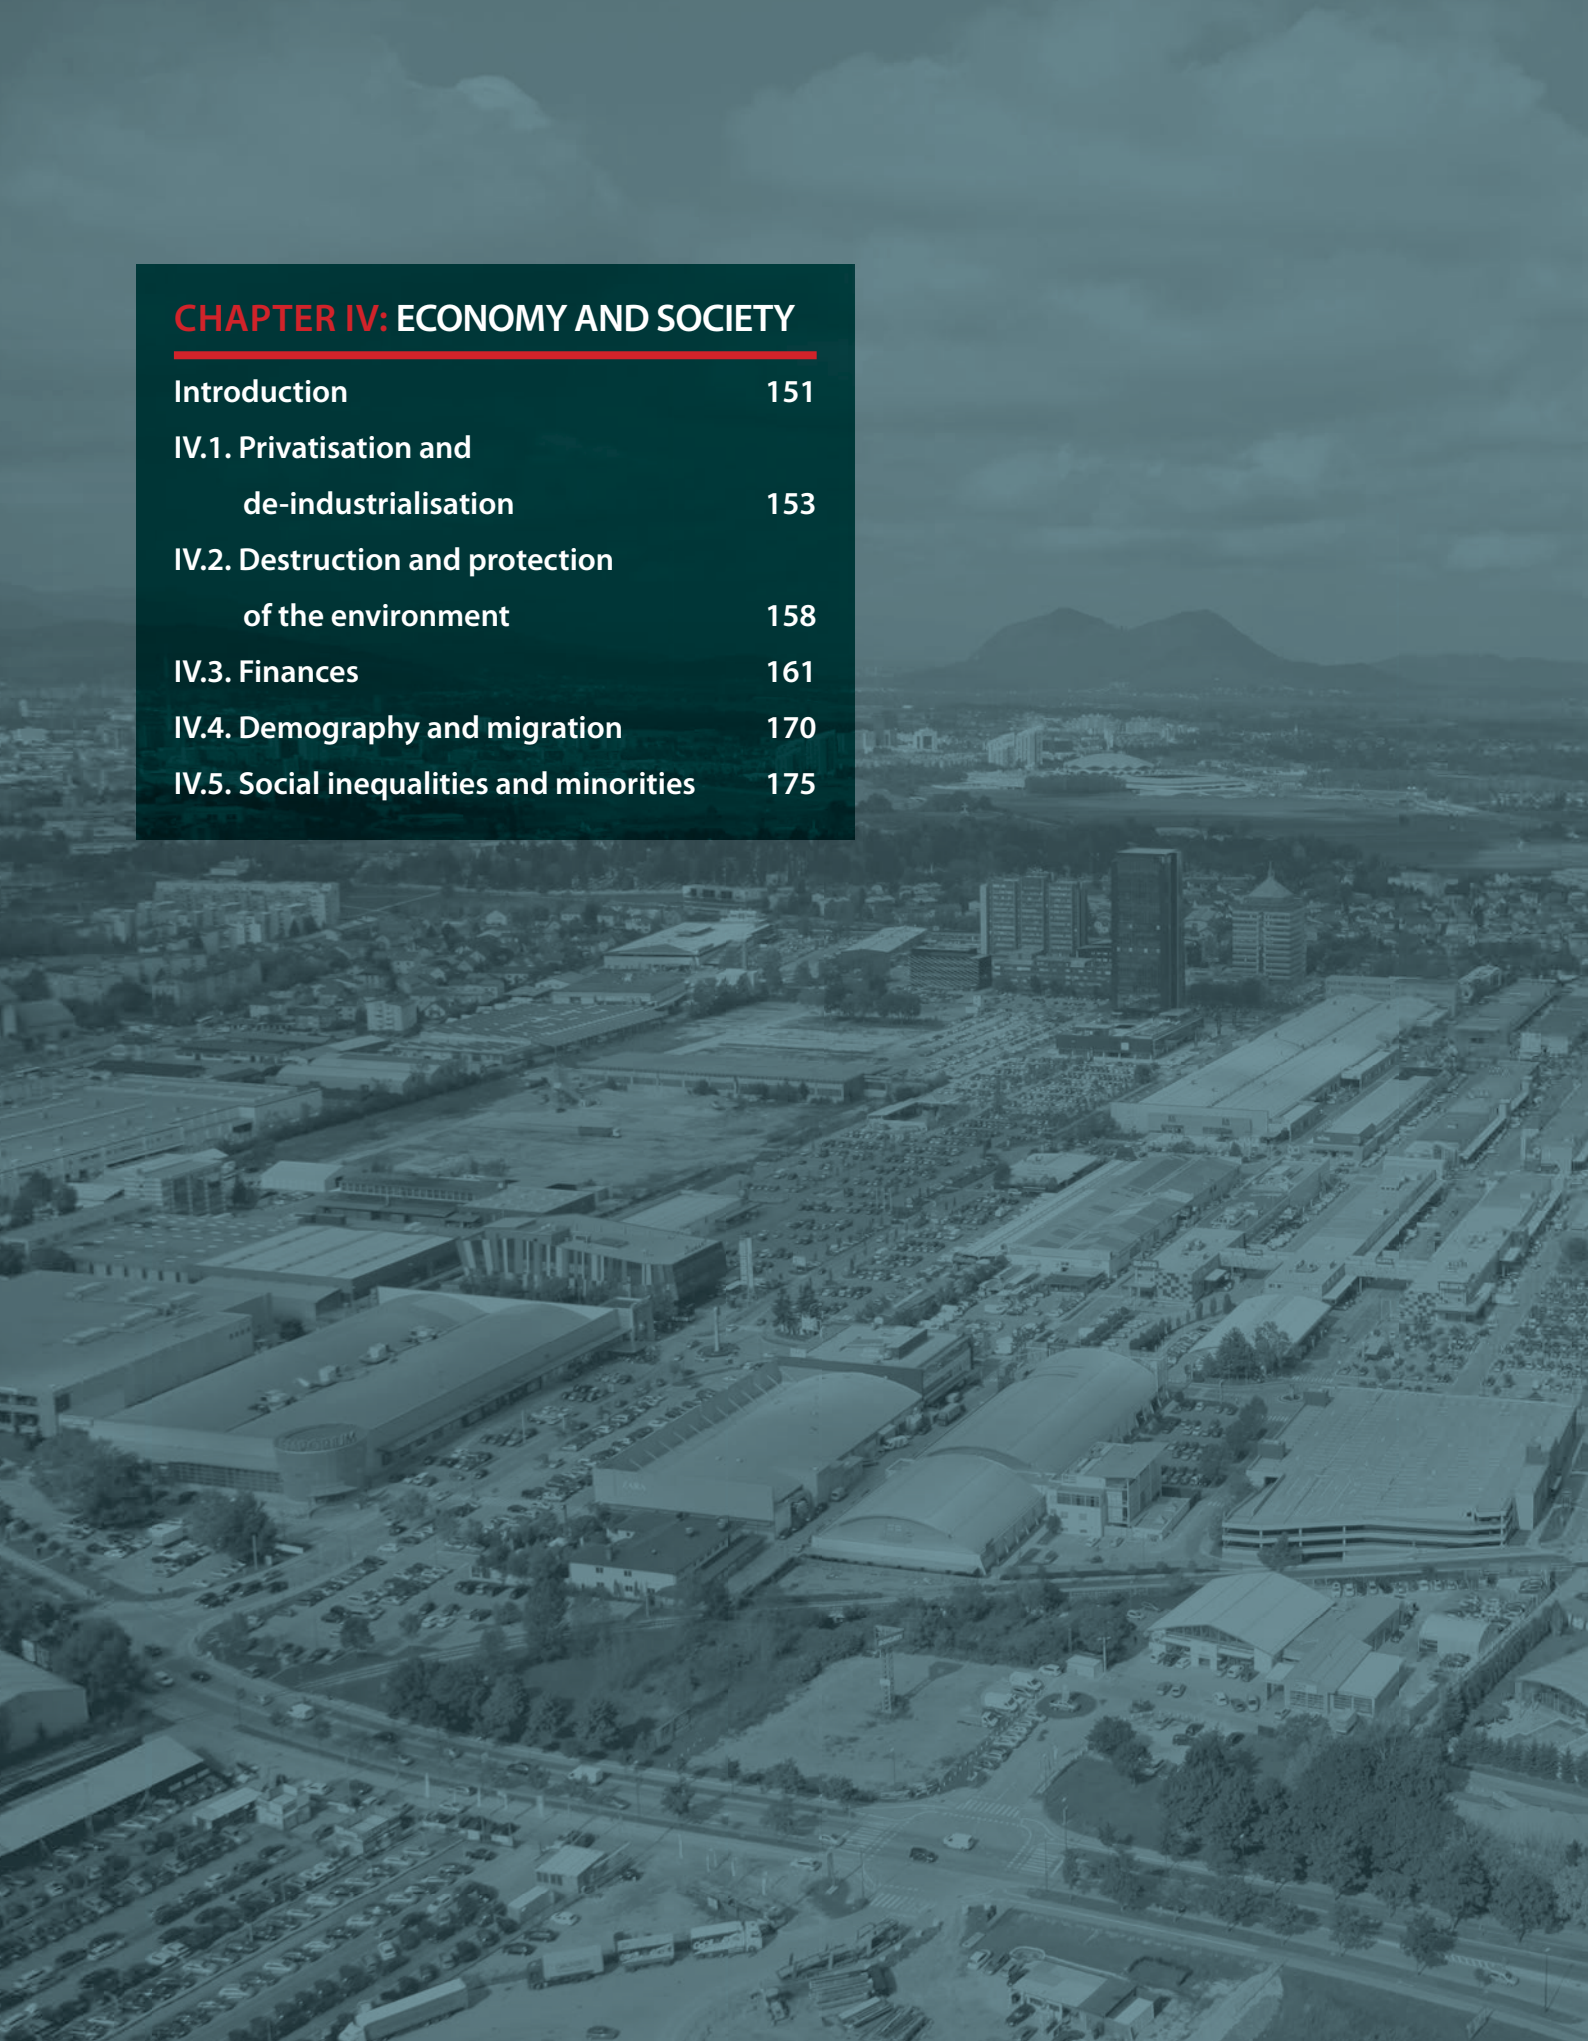 CHAPTER IV: ECONOMY AND SOCIETY
Introduction 151
IV.1. Privatisation and
de-industrialisation 153
IV.2. Destruction and protection
of the environment 158
IV.3. Finances 161
IV.4. Demography and migration 170
IV.5. Social inequalities and minorities 175
ZARA